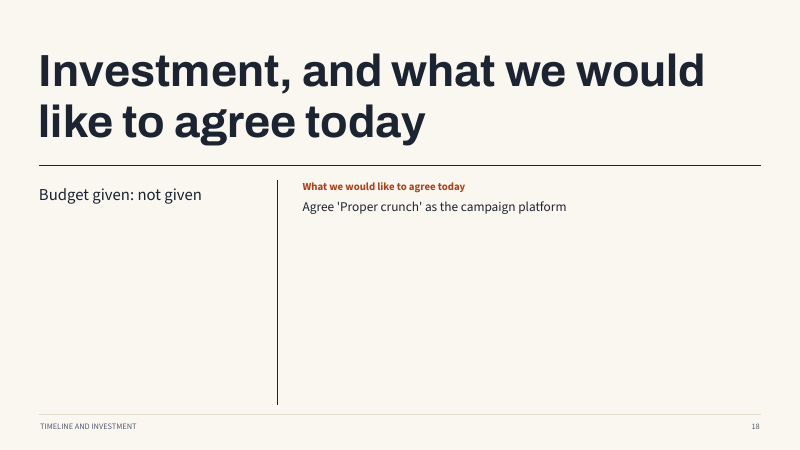 Investment, and what we would
like to agree today
Budget given: not given
What we would like to agree today
Agree 'Proper crunch' as the campaign platform
TIMELINE AND INVESTMENT
18